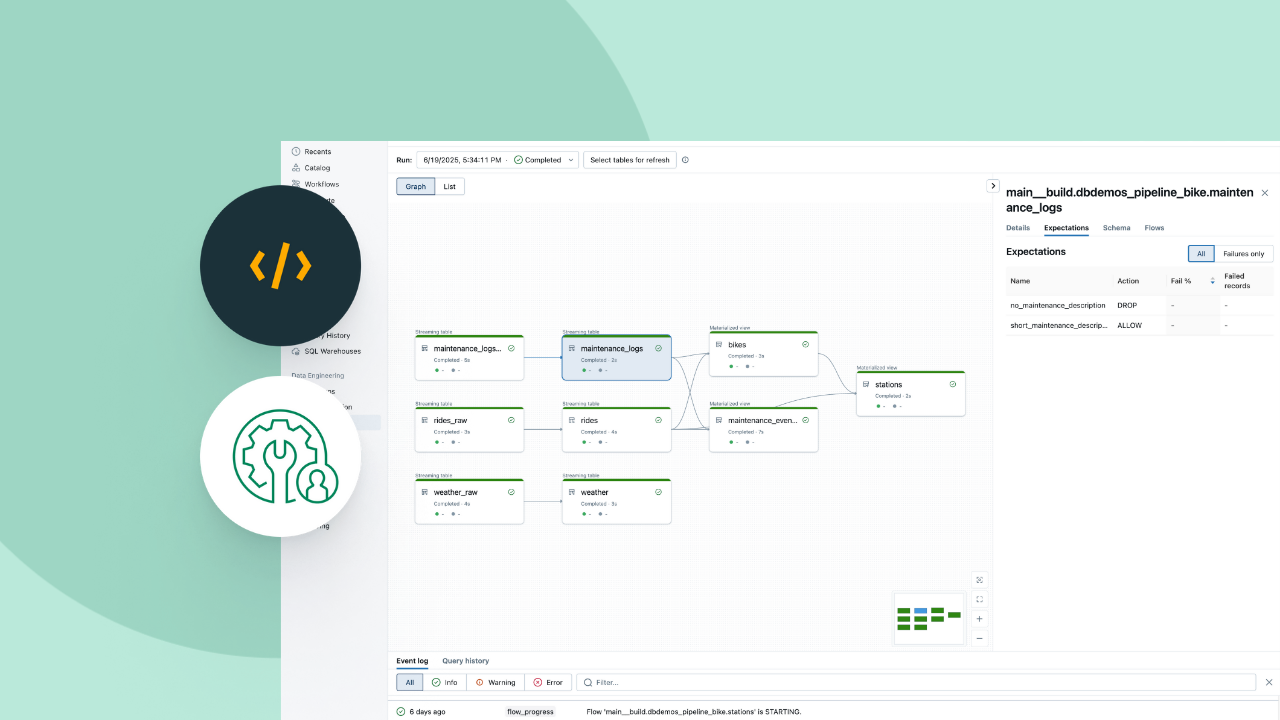 Recents
Catalog
Workflows
Run: 6/19/2025, 5:34:11 PM · Completed Select tables for refresh
Graph List
main__build.dbdemos_pipeline_bike.mainten
ance_logs
Details Expectations Schema Flows
Expectations All Failures only
Name Action Fail % Failed
records
no_maintenance_description DROP - -
short_maintenance_descrip... ALLOW - -
Streaming table
maintenance_logs...
Completed · 5s
- -
Streaming table
maintenance_logs
Completed · 2s
- -
Materialized view
bikes
Completed · 3s
- -
Materialized view
stations
Completed · 2s
- -
Streaming table
rides_raw
Completed · 3s
- -
Streaming table
rides
Completed · 4s
- -
Materialized view
maintenance_even...
Completed · 7s
- -
Streaming table
weather_raw
Completed · 4s
- -
Streaming table
weather
Completed · 3s
- -
History
SQL Warehouses
Data Engineering
Event log Query history
All Info Warning Error Filter...
6 days ago flow_progress Flow 'main__build.dbdemos_pipeline_bike.stations' is STARTING.